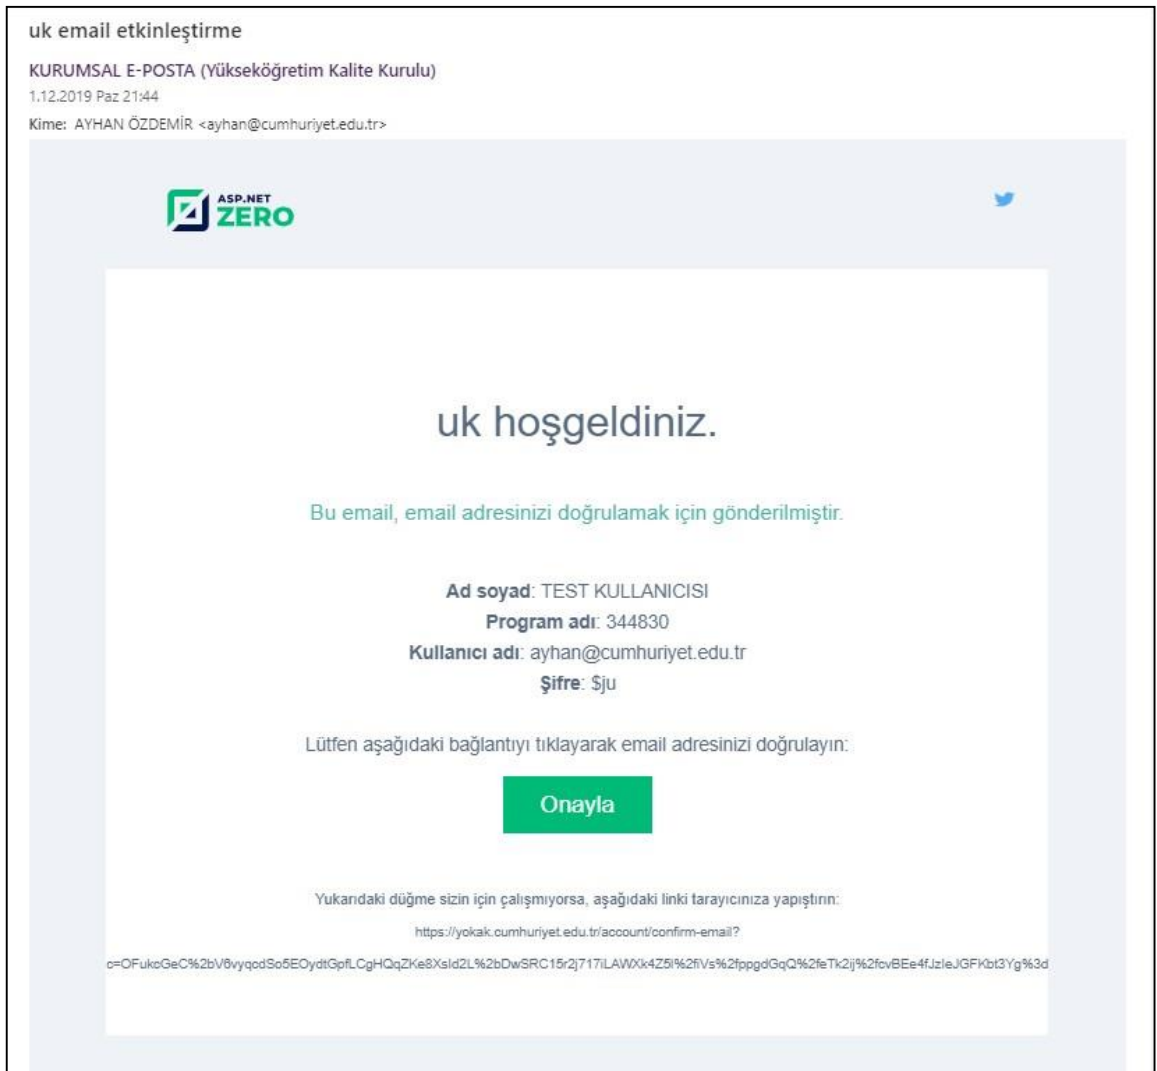 uk email etkinleştirme
KURUMSAL E-POSTA (Yükseköğretim Kalite Kurulu)
1.12.2019 Paz 21:44
Kime: AYHAN ÖZDEMİR <ayhan@cumhuriyet.edu.tr>
ASP.NET
ZERO
uk hoşgeldiniz.
Bu email, email adresinizi doğrulamak için gönderilmiştir.
Ad soyad: TEST KULLANICISI
Program adı: 344830
Kullanıcı adı: ayhan@cumhuriyet.edu.tr
Şifre: $ju
Lütfen aşağıdaki bağlantıyı tıklayarak email adresinizi doğrulayın:
Onayla
Yukarıdaki düğme sizin için çalışmıyorsa, aşağıdaki linki tarayıcınıza yapıştırın:
https://yokak.cumhuriyet.edu.tr/account/confirm-email?